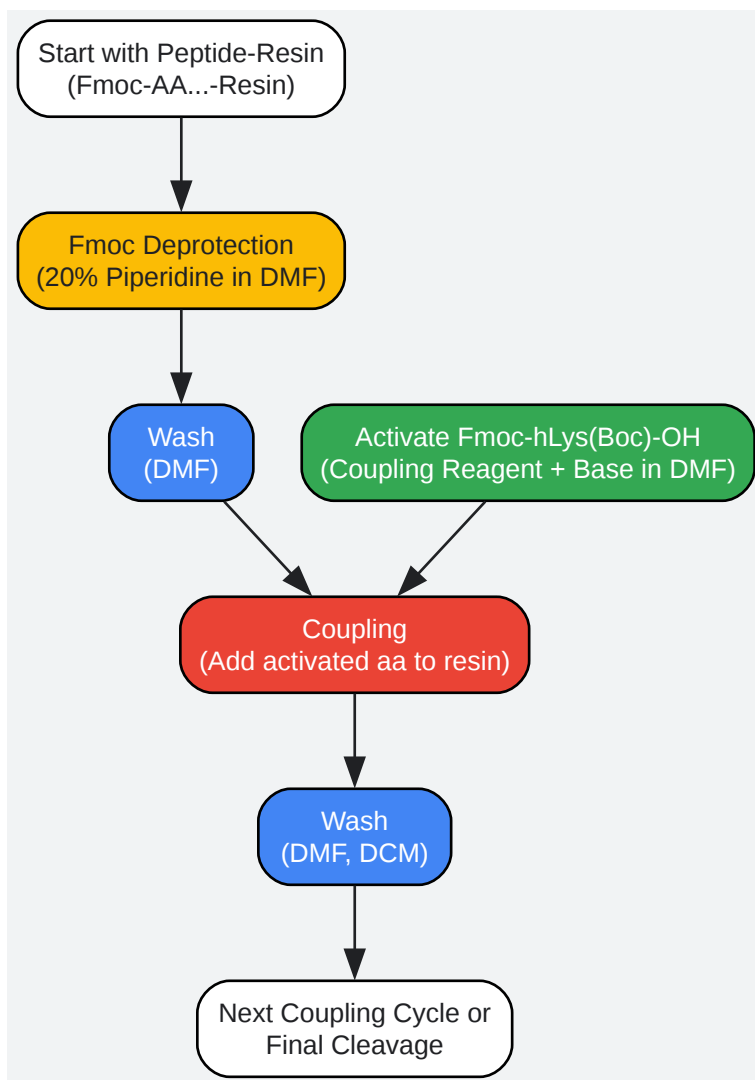 Start with Peptide-Resin
(Fmoc-AA...-Resin)
Fmoc Deprotection
(20% Piperidine in DMF)
Wash
(DMF)
Activate Fmoc-hLys(Boc)-OH
(Coupling Reagent + Base in DMF)
Coupling
(Add activated aa to resin)
Wash
(DMF, DCM)
Next Coupling Cycle or
Final Cleavage